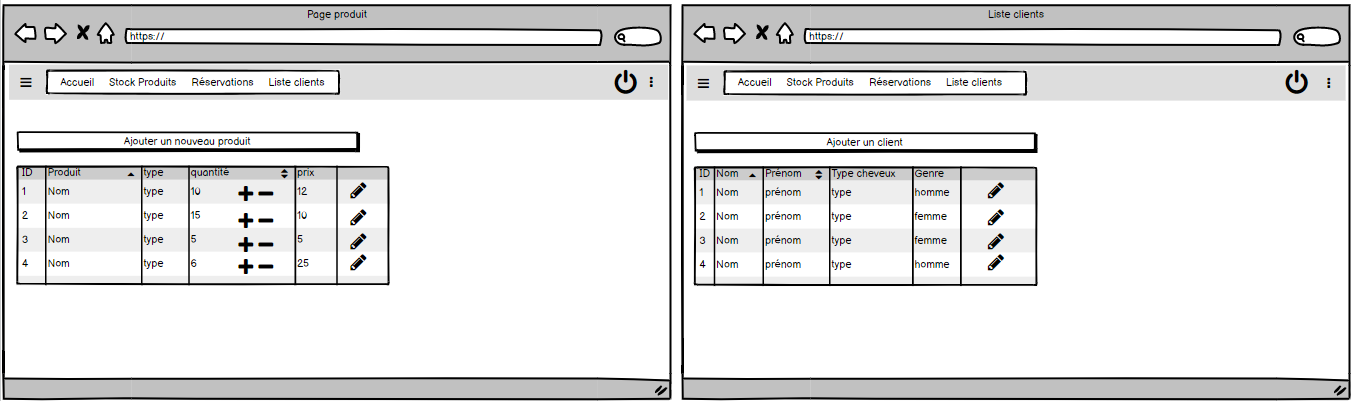 Page produit
https://
Accueil Stock Produits Réservations Liste clients
Ajouter un nouveau produit
ID Produit type quantité prix
1 Nom type 10 12
2 Nom type 15 10
3 Nom type 5 5
4 Nom type 6 25
Liste clients
https://
Accueil Stock Produits Réservations Liste clients
Ajouter un client
ID Nom Prénom Type cheveux Genre
1 Nom prénom type homme
2 Nom prénom type femme
3 Nom prénom type femme
4 Nom prénom type homme